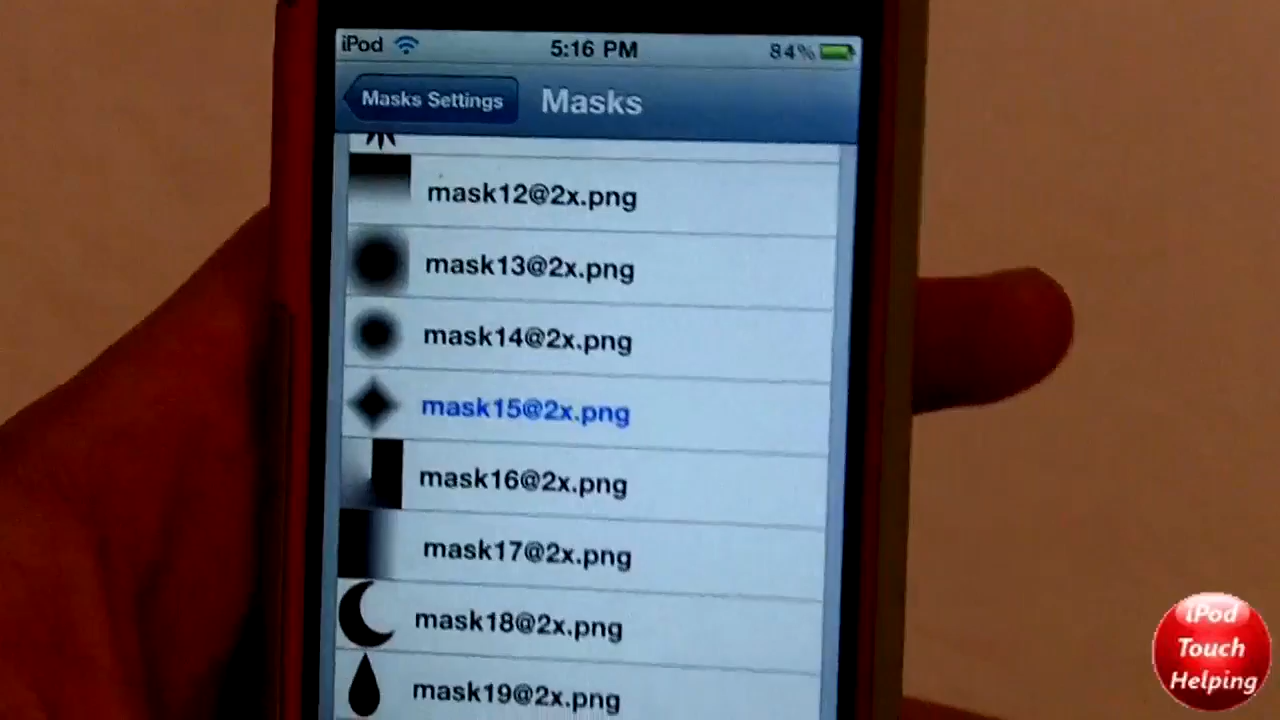 iPod 5:16 PM 84%
Masks Settings Masks
mask12@2x.png
mask13@2x.png
mask14@2x.png
mask15@2x.png
mask16@2x.png
mask17@2x.png
mask18@2x.png
mask19@2x.png
iPod
Touch
Helping